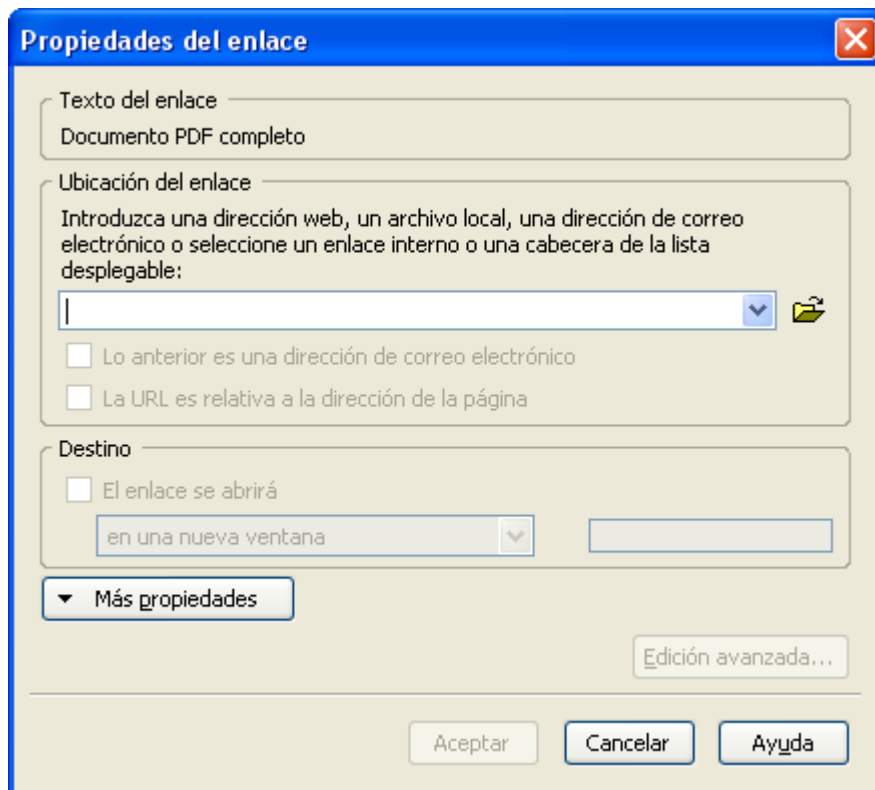 Propiedades del enlace
Texto del enlace
Documento PDF completo
Ubicación del enlace
Introduzca una dirección web, un archivo local, una dirección de correo
electrónico o seleccione un enlace interno o una cabecera de la lista
desplegable:
Lo anterior es una dirección de correo electrónico
La URL es relativa a la dirección de la página
Destino
El enlace se abrirá
en una nueva ventana
Más propiedades
Edición avanzada...
Aceptar Cancelar Ayuda